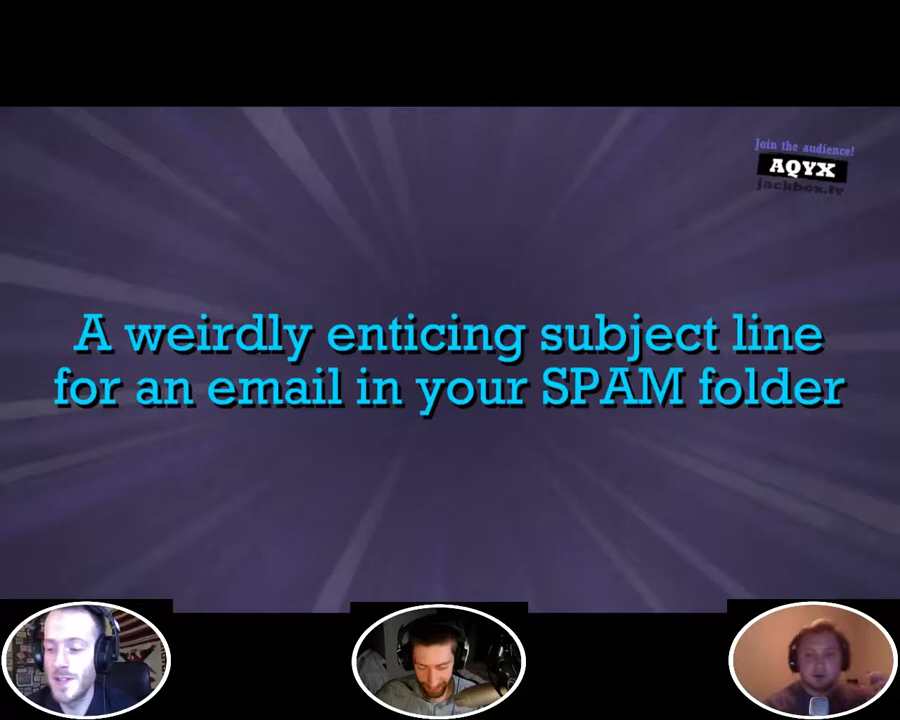 Join the audience!
AQYX
jackbox.tv
A weirdly enticing subject line
for an email in your SPAM folder